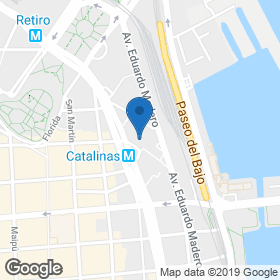 Retiro
M
Av. Eduardo Madero
Paseo del Bajo
Florida
San Martín
Catalinas M
Maipú
Av. Eduardo Madero
Google
Map data ©2019 Google